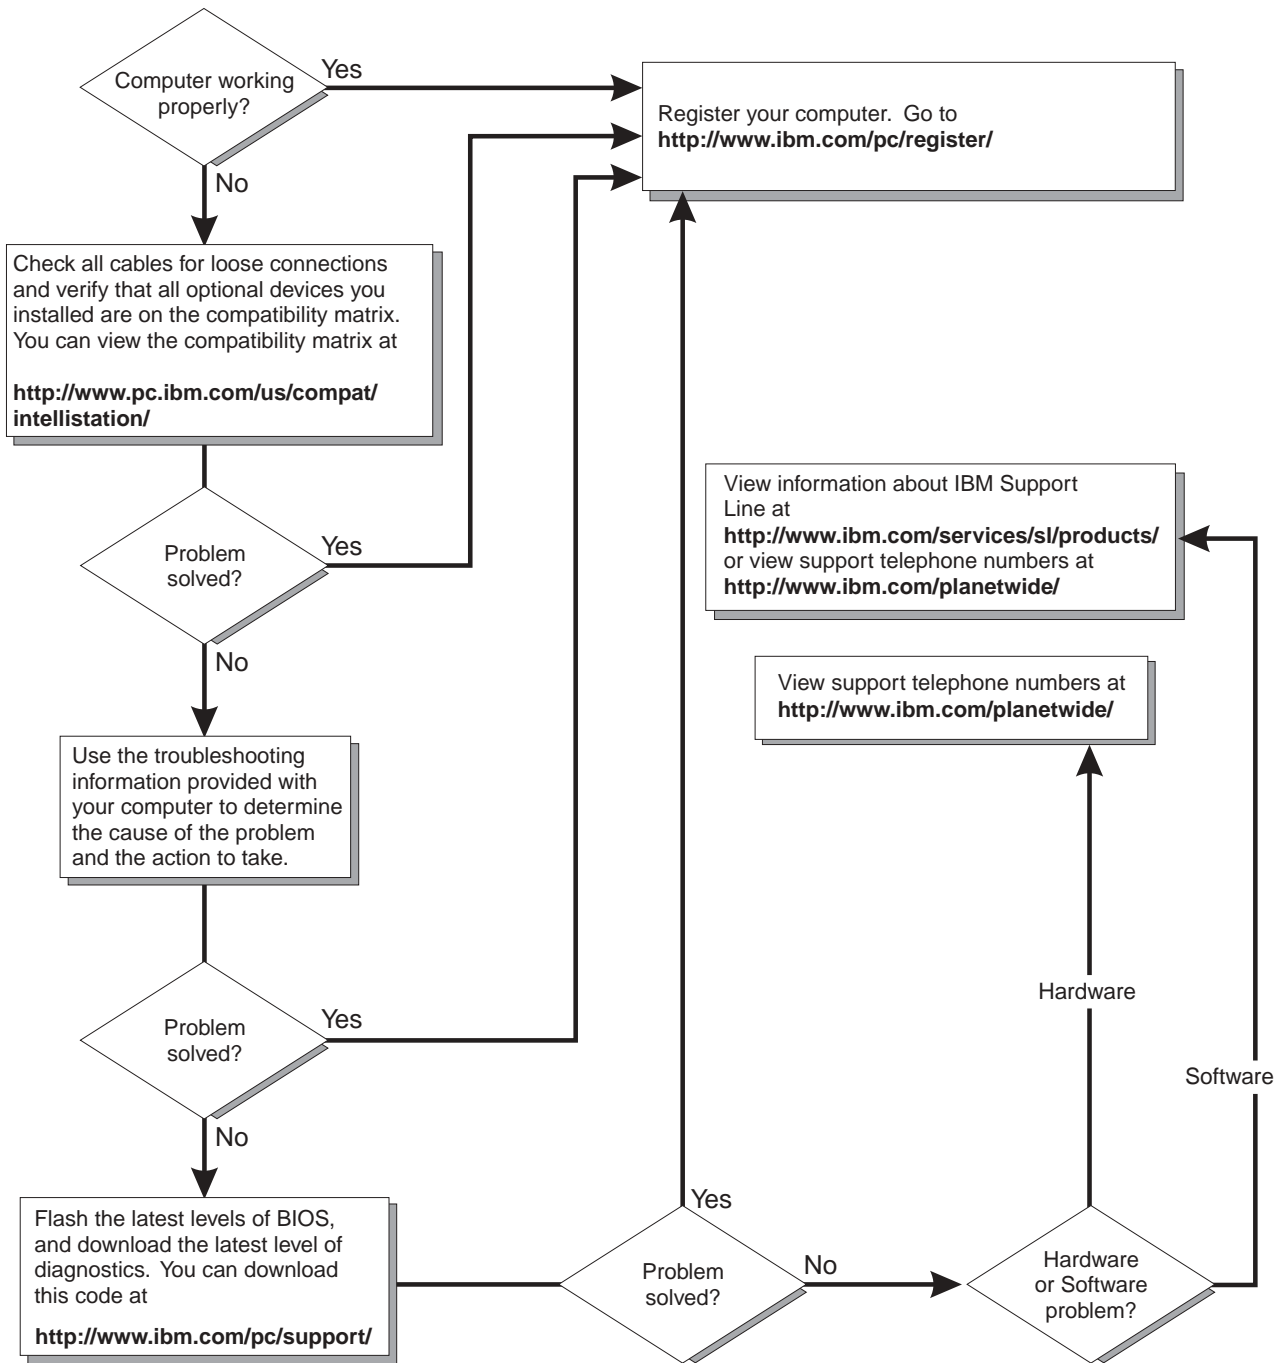 Computer working
properly?
Yes
Register your computer. Go to
http://www.ibm.com/pc/register/
No
Check all cables for loose connections
and verify that all optional devices you
installed are on the compatibility matrix.
You can view the compatibility matrix at
http://www.pc.ibm.com/us/compat/
intellistation/
Problem
solved?
Yes
No
View information about IBM Support
Line at
http://www.ibm.com/services/sl/products/
or view support telephone numbers at
http://www.ibm.com/planetwide/
View support telephone numbers at
http://www.ibm.com/planetwide/
Use the troubleshooting
information provided with
your computer to determine
the cause of the problem
and the action to take.
Problem
solved?
Yes
No
Hardware
Software
Flash the latest levels of BIOS,
and download the latest level of
diagnostics. You can download
this code at
http://www.ibm.com/pc/support/
Problem
solved?
Yes
No
Hardware
or Software
problem?